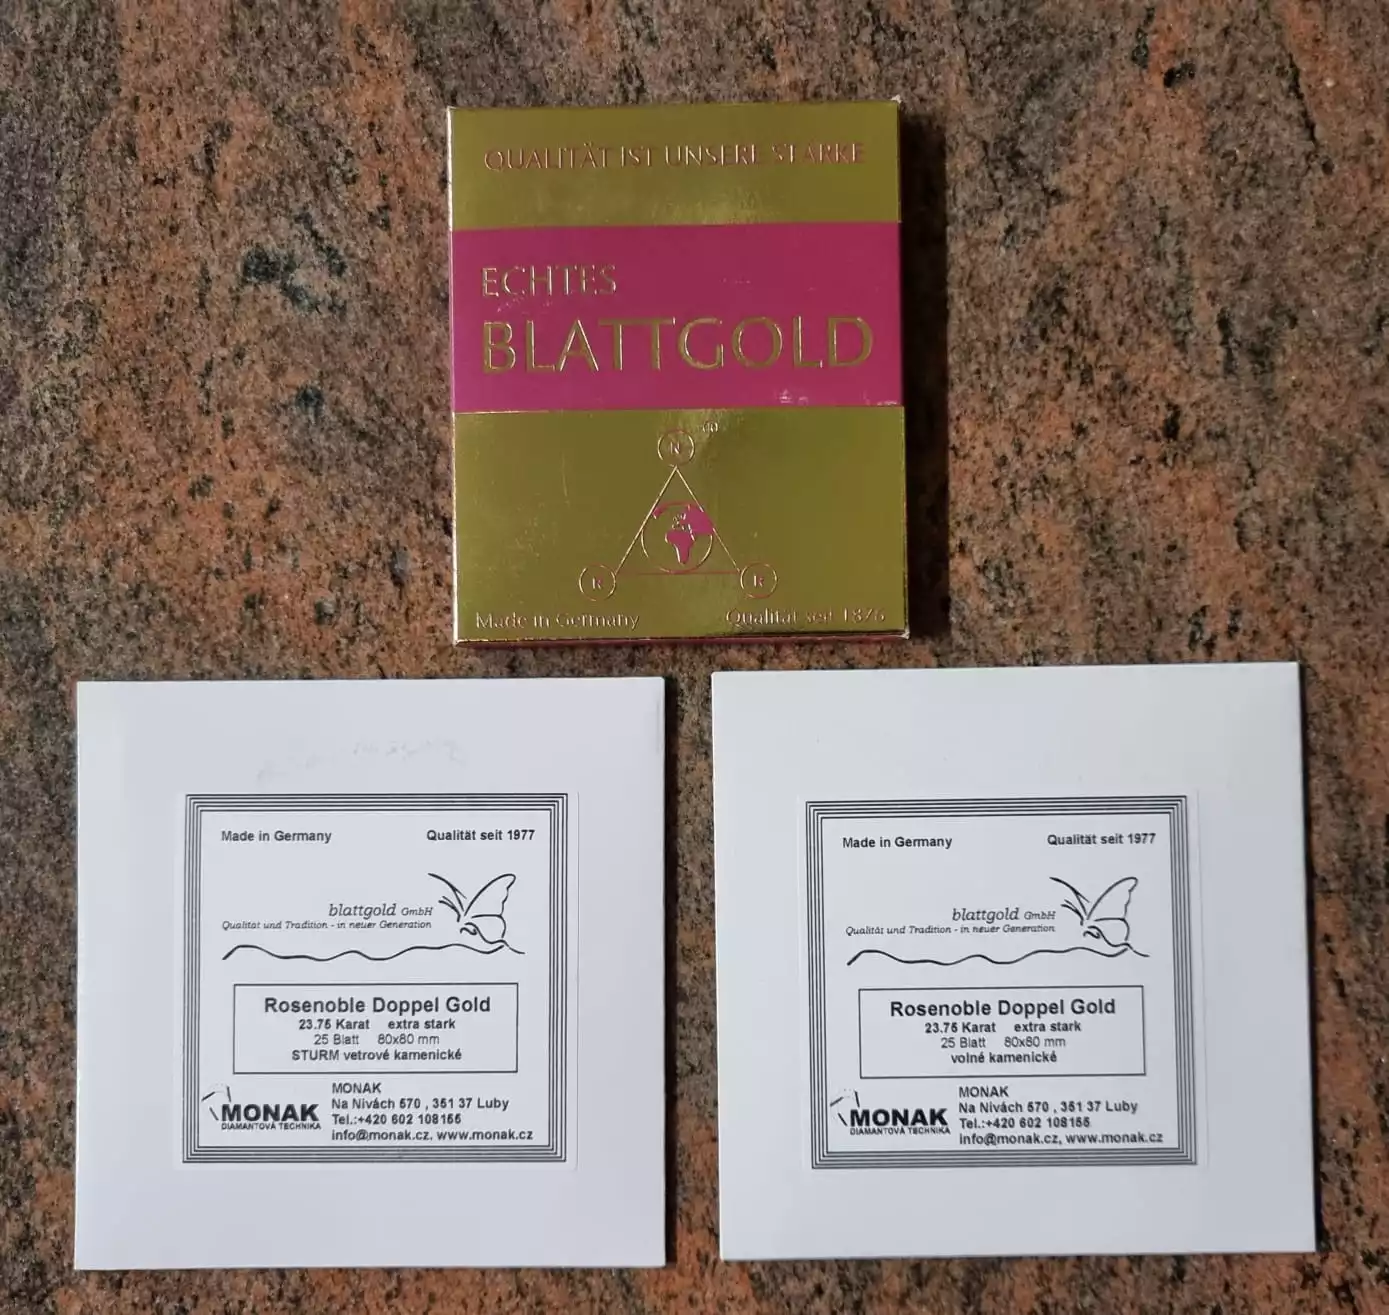 QUALITÄT IST UNSERE STÄRKE
ECHTES
BLATTGOLD
N
R R
Made in Germany Qualität seit 1876
Made in Germany Qualität seit 1977
blattgold GmbH
Qualität und Tradition - in neuer Generation
Rosenoble Doppel Gold
23.75 Karat extra stark
25 Blatt 80x80 mm
STURM vetrové kamenické
MONAK
DIAMANTOVÁ TECHNIKA
MONAK
Na Nivách 570 , 351 37 Luby
Tel.:+420 602 108155
info@monak.cz, www.monak.cz
Made in Germany Qualität seit 1977
blattgold GmbH
Qualität und Tradition - in neuer Generation
Rosenoble Doppel Gold
23.75 Karat extra stark
25 Blatt 80x80 mm
volné kamenické
MONAK
DIAMANTOVÁ TECHNIKA
MONAK
Na Nivách 570 , 351 37 Luby
Tel.:+420 602 108155
info@monak.cz, www.monak.cz